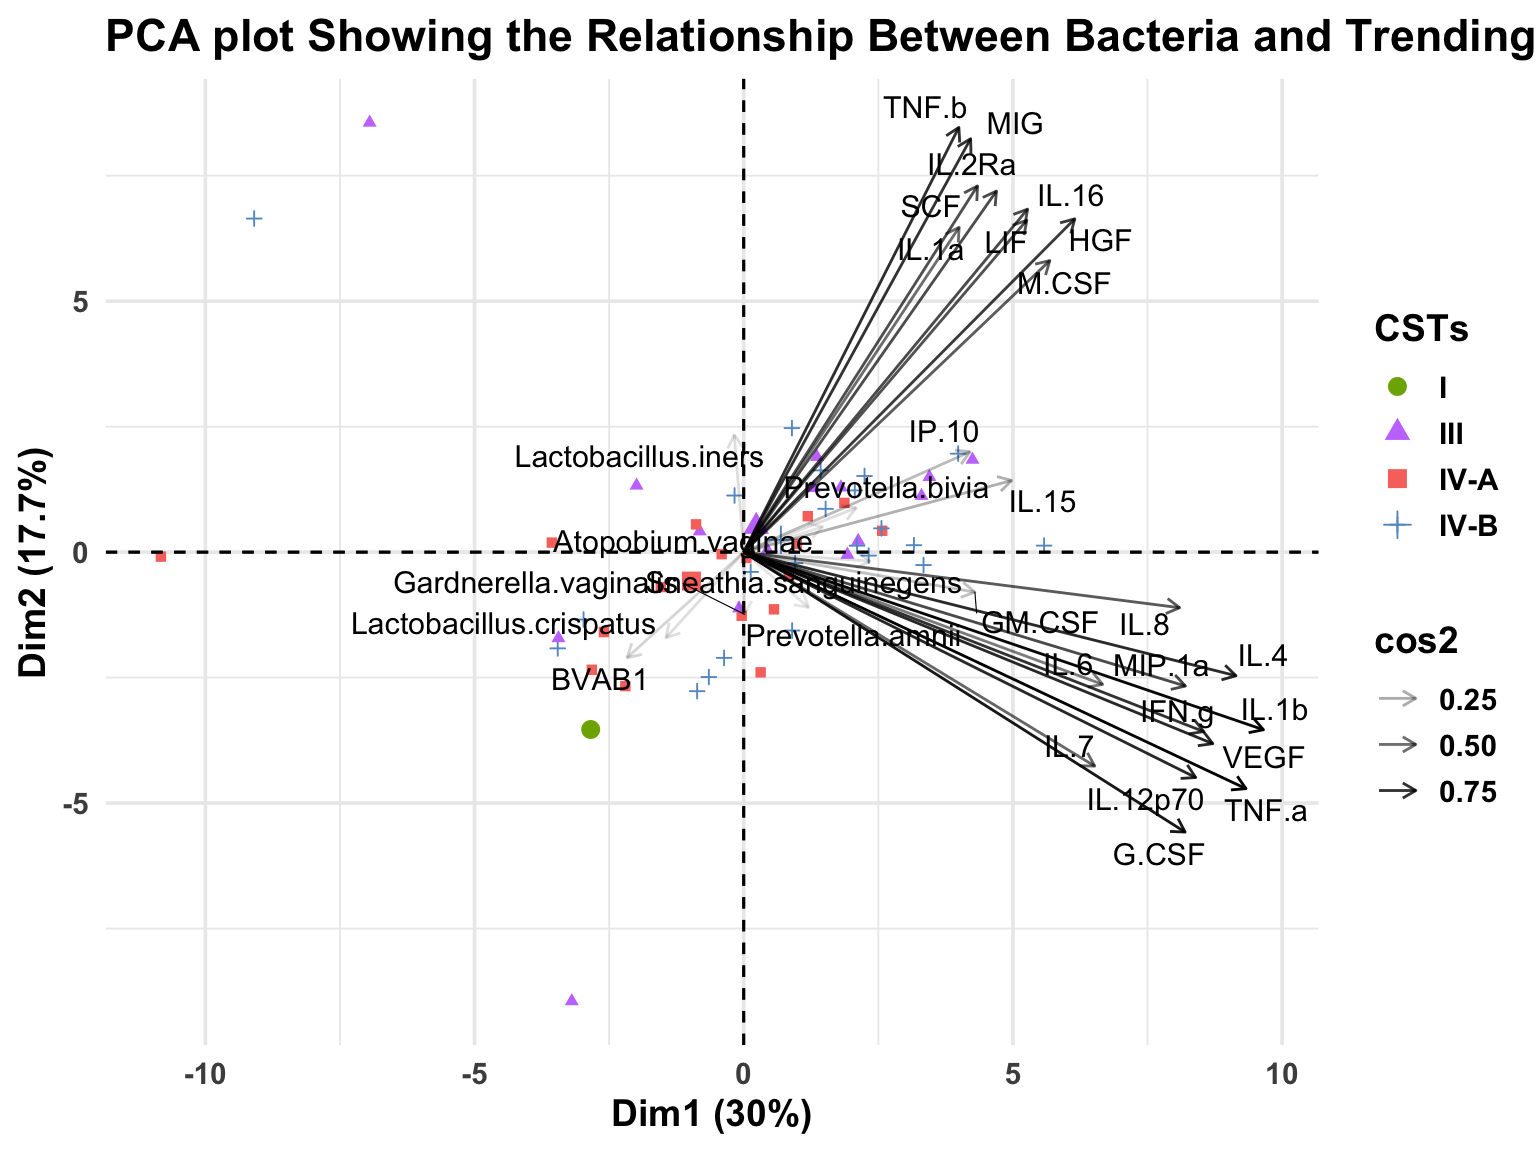 PCA plot Showing the Relationship Between Bacteria and Trending
TNF.b
MIG
IL.2Ra
SCF
IL.16
IL.1a
LIF
HGF
M.CSF
IP.10
Lactobacillus.iners
Prevotella.bivia
IL.15
Atopobium.vaginae
Gardnerella.vaginalis
Sneathia.sanguinegens
Lactobacillus.crispatus
GM.CSF
IL.8
Prevotella.amnii
IL.6
MIP.1a
IL.4
BVAB1
IFN.g
IL.1b
IL.7
VEGF
IL.12p70
TNF.a
G.CSF
5
0
-5
-10
-5
0
5
10
Dim1 (30%)
Dim2 (17.7%)
CSTs
I
III
IV-A
IV-B
cos2
0.25
0.50
0.75